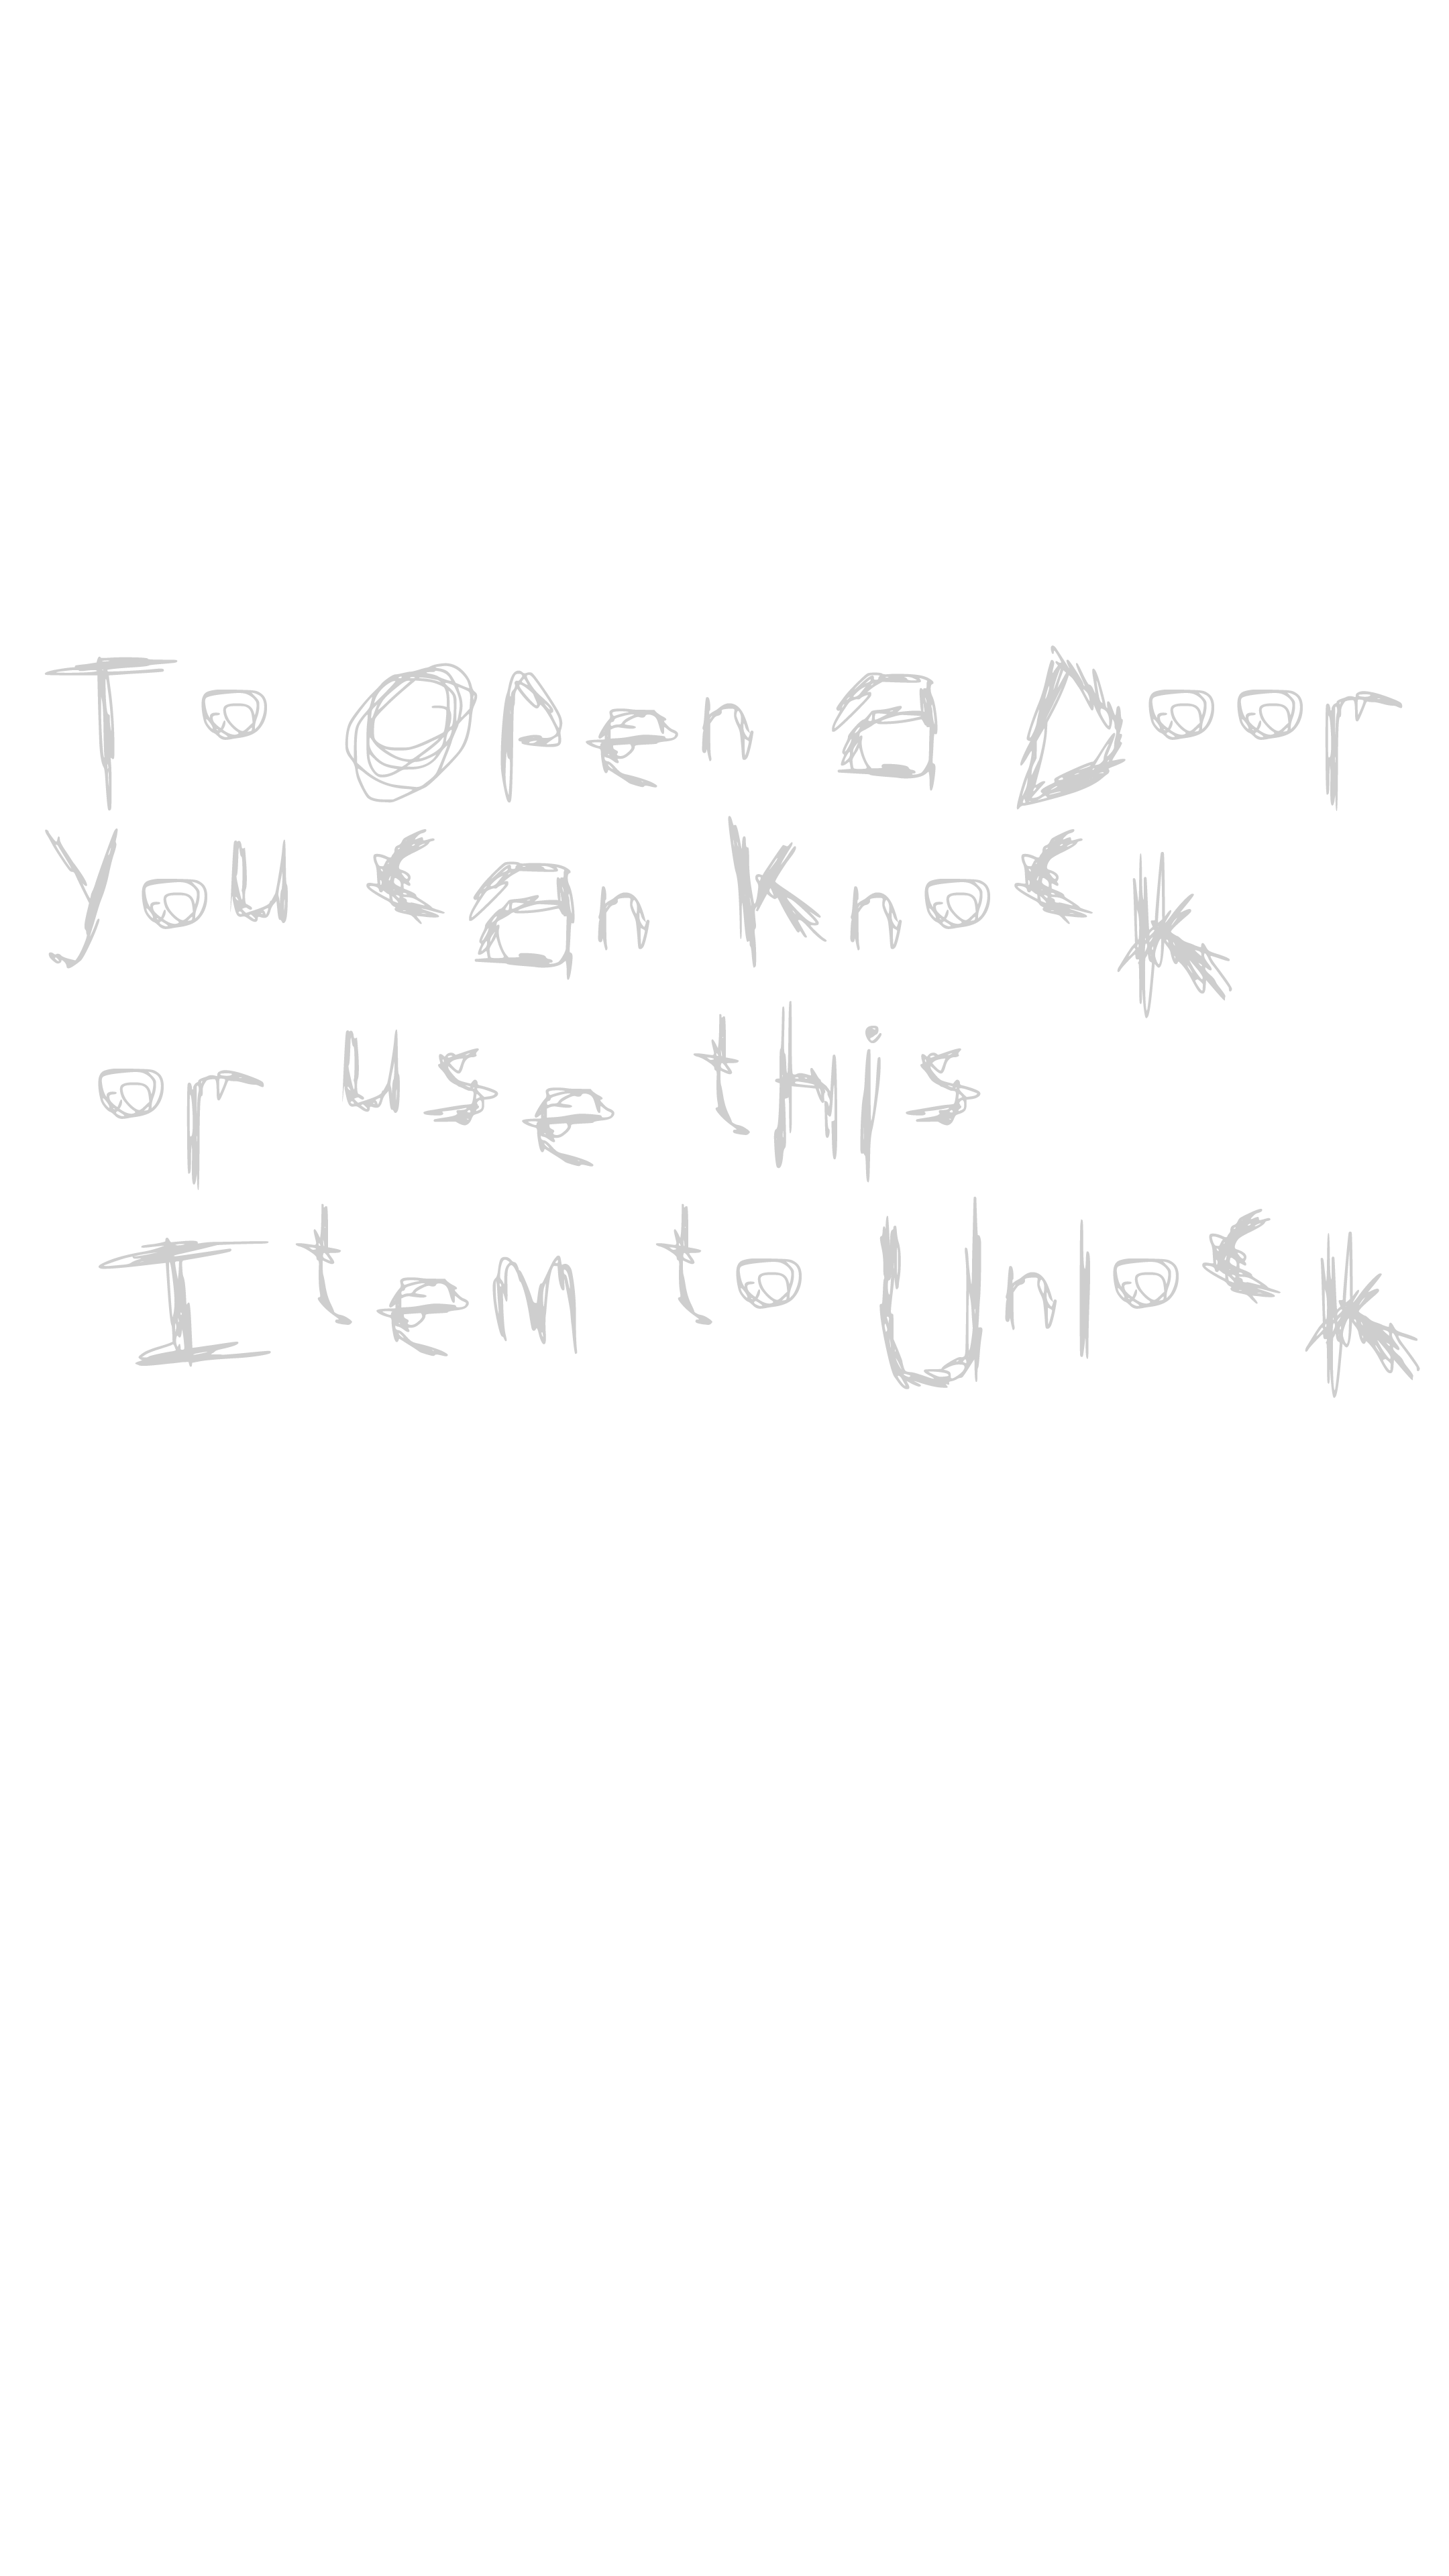 To Open a Door
you can Knock
or use this
Item to Unlock